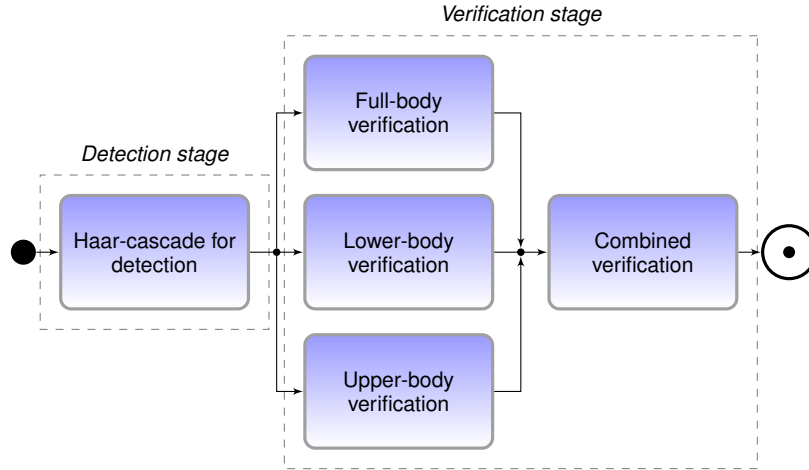 Verification stage
Full-body
verification
Detection stage
Haar-cascade for
detection
Lower-body
verification
Combined
verification
Upper-body
verification